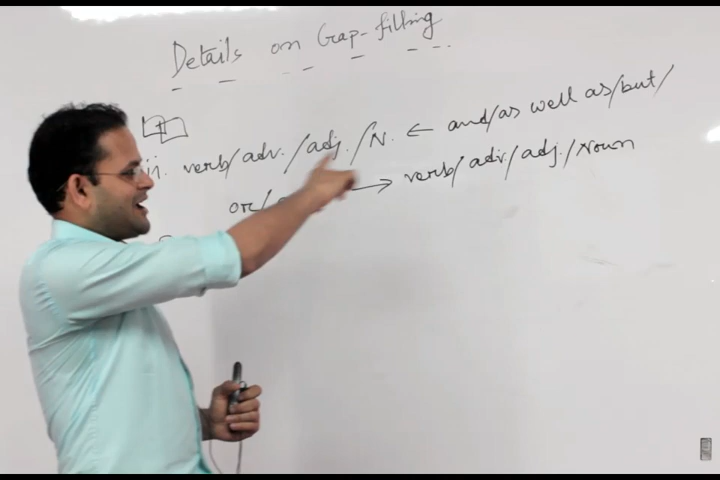 Details on Gap-filling
ii. verb/adv./adj./N. ← and/as well as/but/
or/ → verb/adv/adj./Noun